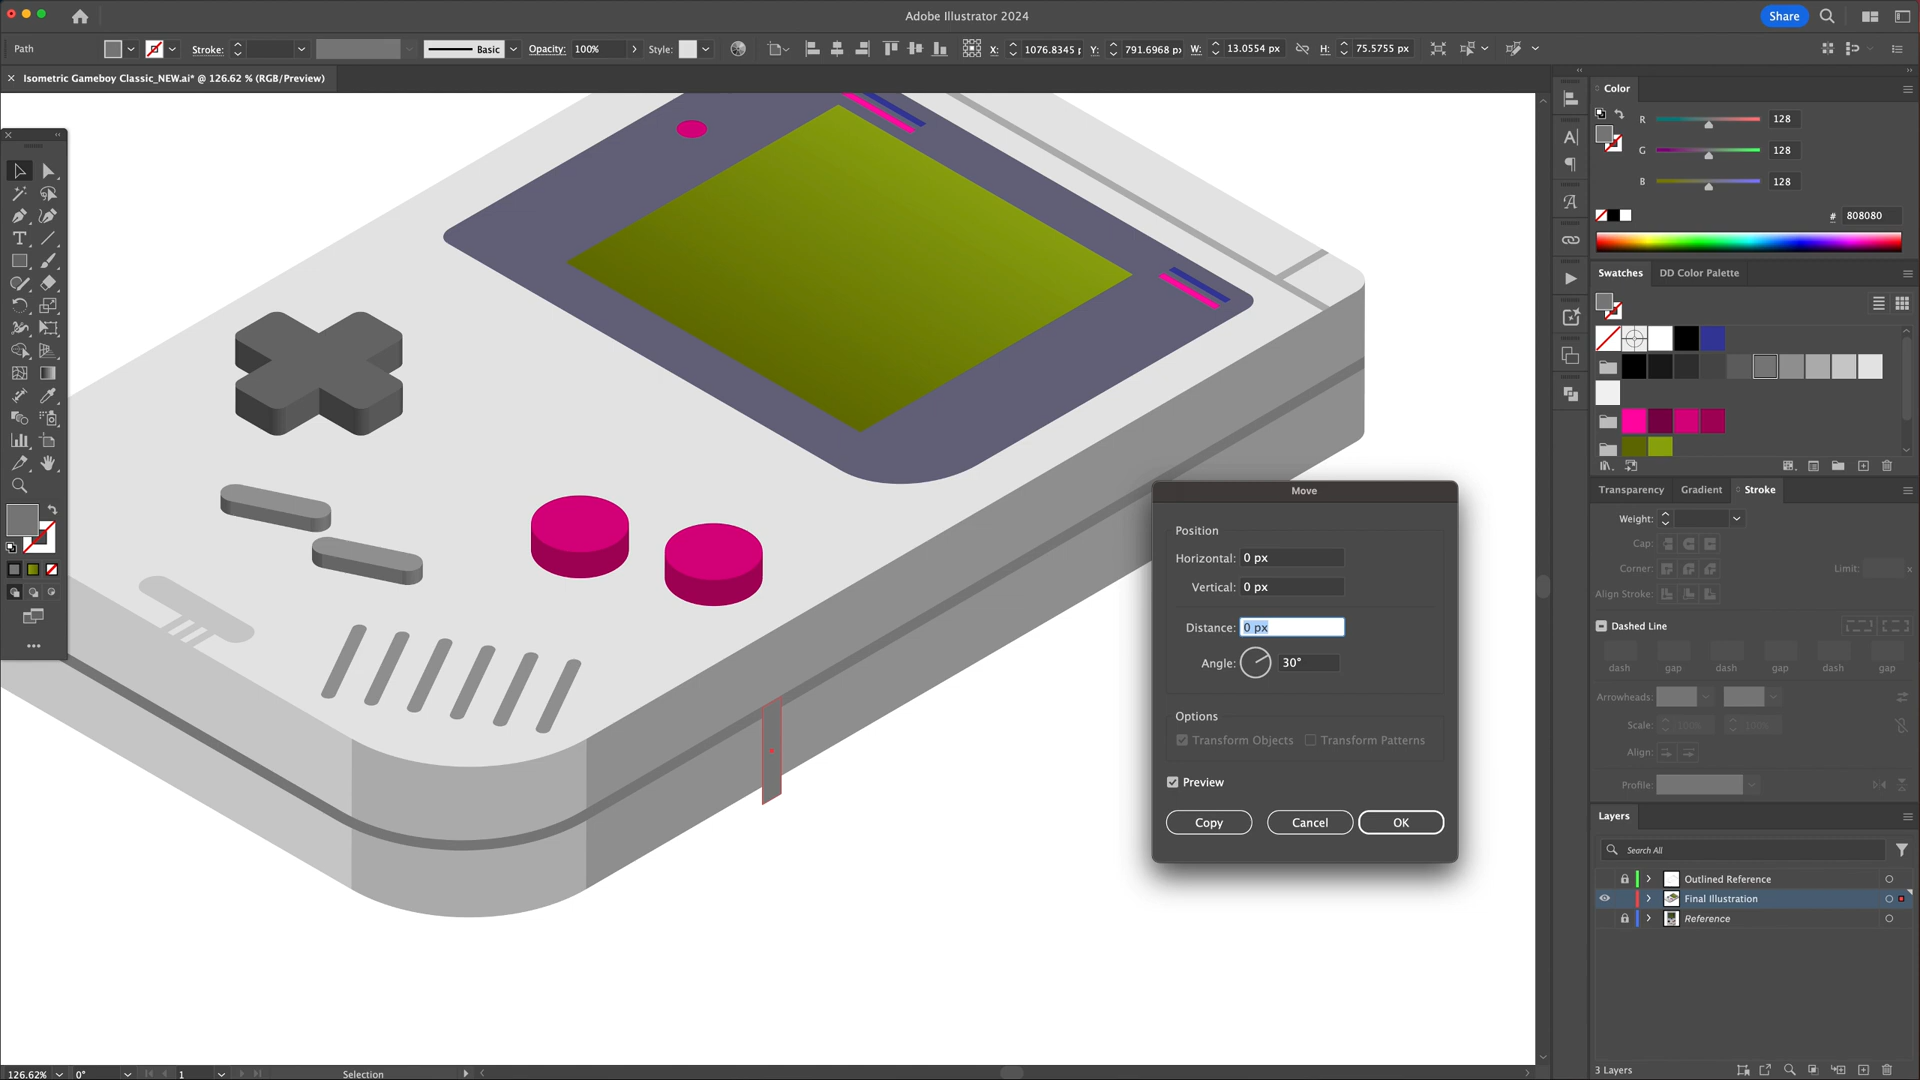 Adobe Illustrator 2024
Share
Path
Stroke:
Basic
Opacity: 100%
Style:
X: 1076.8345
Y: 791.6968 px
W: 13.0554 px
H: 75.5755 px
Isometric Gameboy Classic_NEW.ai* @ 126.62 % (RGB/Preview)
Color
R 128
G 128
B 128
# 808080
Swatches
DD Color Palette
Transparency
Gradient
Stroke
Weight:
Cap:
Corner:
Limit: x
Align Stroke:
Dashed Line
dash gap dash gap dash gap
Arrowheads:
Scale: 100% 100%
Align:
Profile:
Move
Position
Horizontal: 0 px
Vertical: 0 px
Distance: 0 px
Angle: 30°
Options
Transform Objects
Transform Patterns
Preview
Copy
Cancel
OK
Layers
Search All
Outlined Reference
Final Illustration
Reference
3 Layers
126.62%
0°
1
Selection